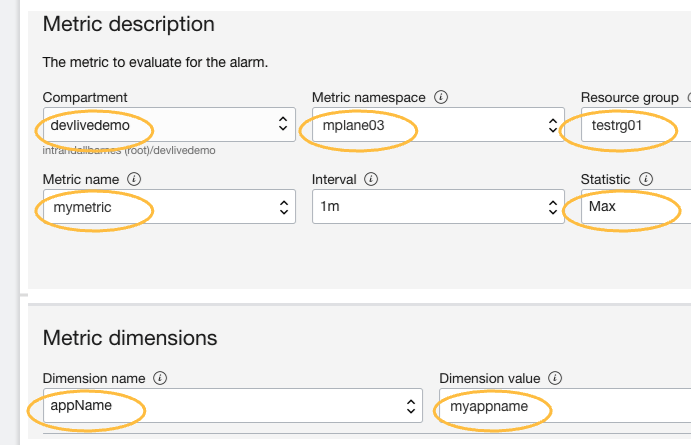 Metric description
The metric to evaluate for the alarm.
Compartment Metric namespace Resource group
devlivedemo mplane03 testrg01
intrandallbarnes (root)/devlivedemo
Metric name Interval Statistic
mymetric 1m Max
Metric dimensions
Dimension name Dimension value
appName myappname